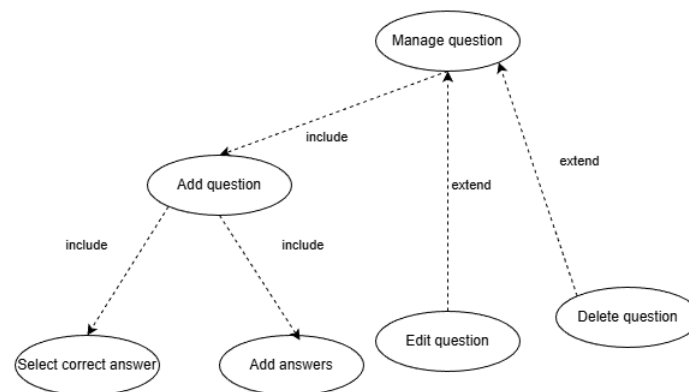 Manage question
include
Add question
extend
extend
include
include
Select correct answer
Add answers
Edit question
Delete question